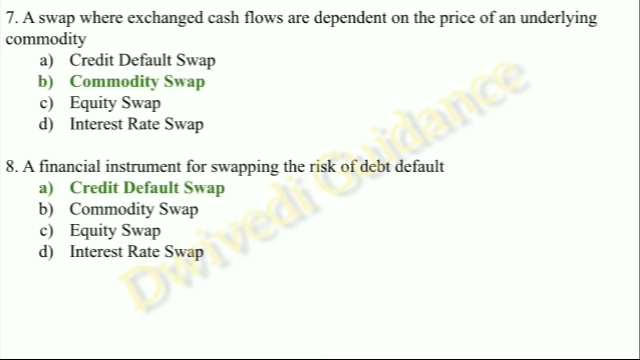 7. A swap where exchanged cash flows are dependent on the price of an underlying
commodity
a) Credit Default Swap
b) Commodity Swap
c) Equity Swap
d) Interest Rate Swap
8. A financial instrument for swapping the risk of debt default
a) Credit Default Swap
b) Commodity Swap
c) Equity Swap
d) Interest Rate Swap
Dwivedi Guidance